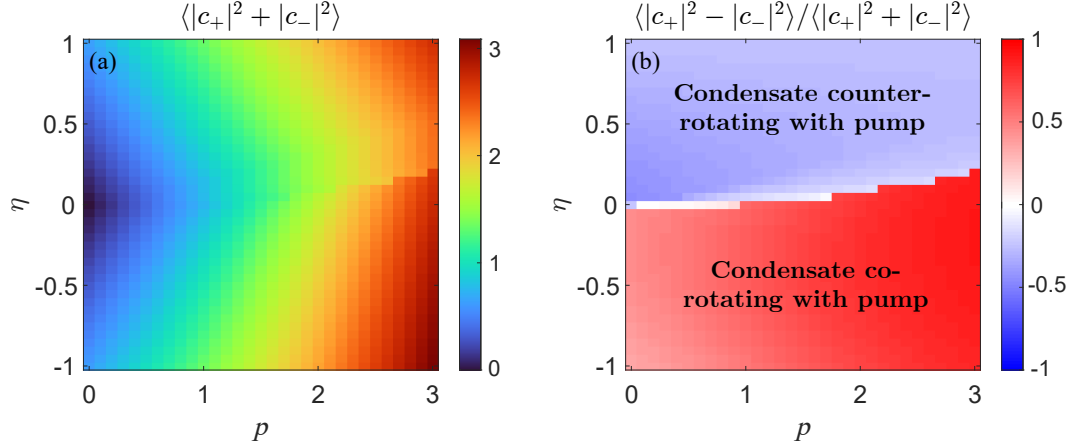 ⟨|c₊|² + |c₋|²⟩
(a)
1
0.5
0
-0.5
-1
η
0
1
2
3
p
3
2
1
0
⟨|c₊|² − |c₋|²⟩/⟨|c₊|² + |c₋|²⟩
(b)
Condensate counter-
rotating with pump
Condensate co-
rotating with pump
1
0.5
0
-0.5
-1
η
0
1
2
3
p
1
0.5
0
-0.5
-1